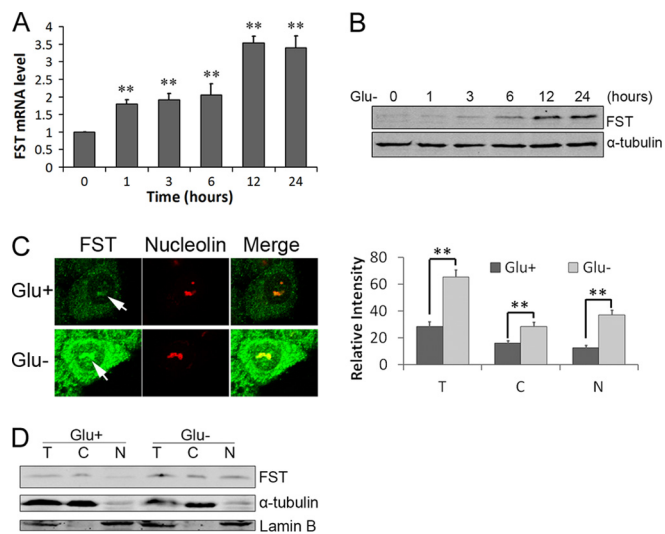 A
FST mRNA level
4
3.5
3
2.5
2
1.5
1
0.5
0
**
**
**
**
**
0 1 3 6 12 24
Time (hours)
B
Glu- 0 1 3 6 12 24 (hours)
FST
α-tubulin
C
FST Nucleolin Merge
Glu+
Glu-
Relative Intensity
80
60
40
20
0
Glu+ Glu-
**
**
**
T C N
D
Glu+ Glu-
T C N T C N
FST
α-tubulin
Lamin B